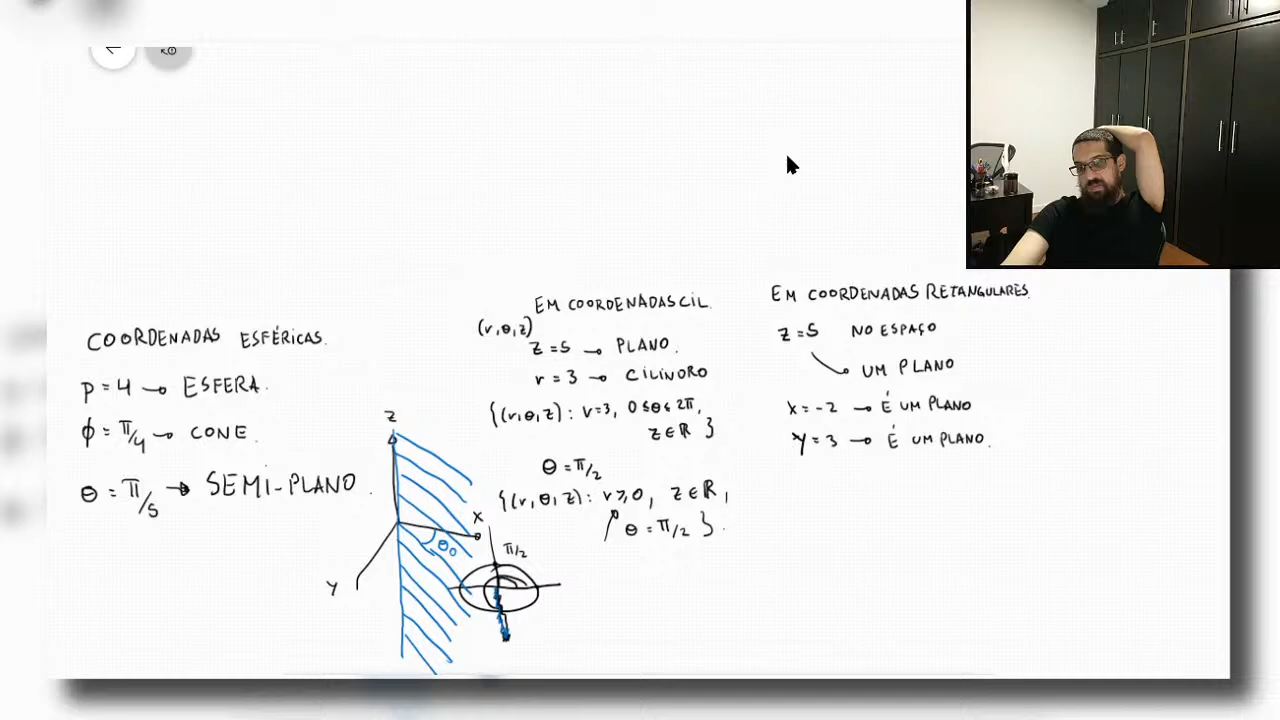 COORDENADAS ESFÉRICAS.
ρ = 4 → ESFERA.
ϕ = π/4 → CONE.
θ = π/5 → SEMI-PLANO.
Z
X
Y
θ₀
π/2
EM COORDENADAS CIL.
(r,θ,z)
z = 5 → PLANO.
r = 3 → CILINDRO
{(r,θ,z): r=3, 0≤θ≤2π,
z∈ℝ }
θ = π/2
{(r,θ,z): r≥0, z∈ℝ,
θ = π/2 }.
EM COORDENADAS RETANGULARES.
z = 5 NO ESPAÇO
UM PLANO
X = -2 → É UM PLANO
Y = 3 → É UM PLANO.